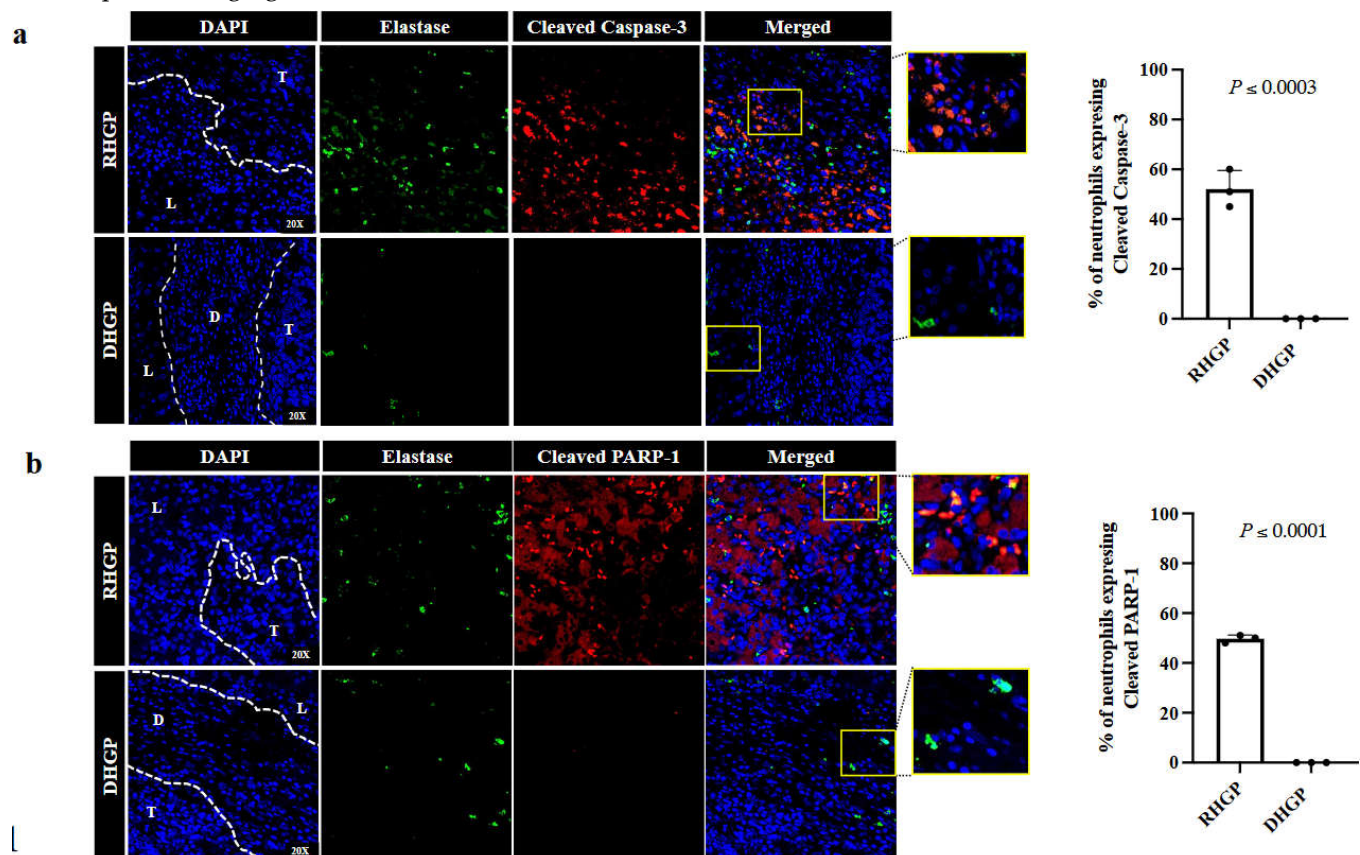 a
DAPI
Elastase
Cleaved Caspase-3
Merged
RHGP
T
L
20X
DHGP
L
D
T
20X
% of neutrophils expresing
Cleaved Caspase-3
100
80
60
40
20
0
P ≤ 0.0003
RHGP
DHGP
b
DAPI
Elastase
Cleaved PARP-1
Merged
RHGP
L
T
20X
DHGP
D
L
T
20X
% of neutrophils expresing
Cleaved PARP-1
100
80
60
40
20
0
P ≤ 0.0001
RHGP
DHGP